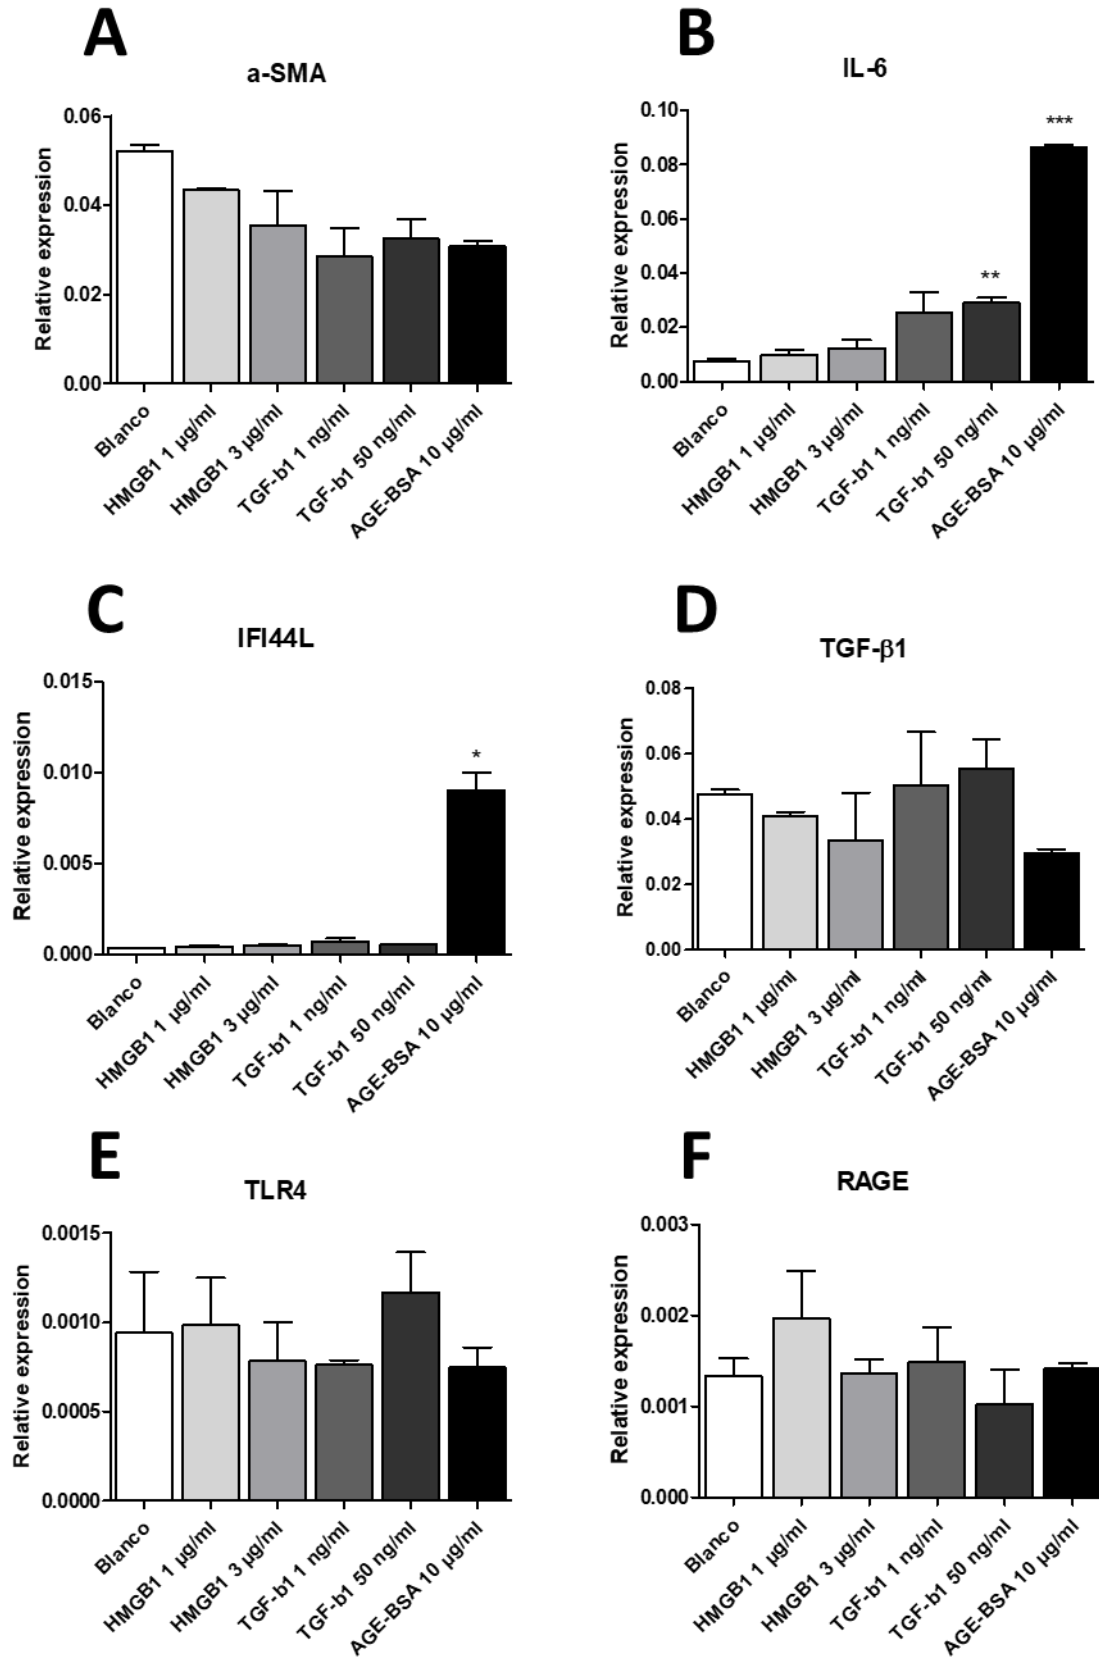 A
a-SMA
Relative expression
0.06
0.04
0.02
0.00
Blanco
HMGB1 1 µg/ml
HMGB1 3 µg/ml
TGF-b1 1 ng/ml
TGF-b1 50 ng/ml
AGE-BSA 10 µg/ml
B
IL-6
Relative expression
0.10
0.08
0.06
0.04
0.02
0.00
**
***
Blanco
HMGB1 1 µg/ml
HMGB1 3 µg/ml
TGF-b1 1 ng/ml
TGF-b1 50 ng/ml
AGE-BSA 10 µg/ml
C
IFI44L
Relative expression
0.015
0.010
0.005
0.000
*
Blanco
HMGB1 1 µg/ml
HMGB1 3 µg/ml
TGF-b1 1 ng/ml
TGF-b1 50 ng/ml
AGE-BSA 10 µg/ml
D
TGF-β1
Relative expression
0.08
0.06
0.04
0.02
0.00
Blanco
HMGB1 1 µg/ml
HMGB1 3 µg/ml
TGF-b1 1 ng/ml
TGF-b1 50 ng/ml
AGE-BSA 10 µg/ml
E
TLR4
Relative expression
0.0015
0.0010
0.0005
0.0000
Blanco
HMGB1 1 µg/ml
HMGB1 3 µg/ml
TGF-b1 1 ng/ml
TGF-b1 50 ng/ml
AGE-BSA 10 µg/ml
F
RAGE
Relative expression
0.003
0.002
0.001
0.000
Blanco
HMGB1 1 µg/ml
HMGB1 3 µg/ml
TGF-b1 1 ng/ml
TGF-b1 50 ng/ml
AGE-BSA 10 µg/ml